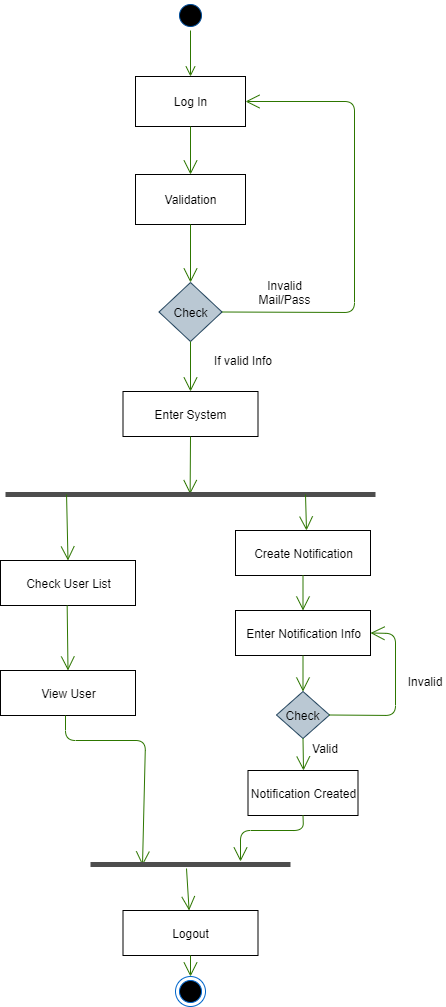 Log In
Validation
Invalid
Mail/Pass
Check
If valid Info
Enter System
Create Notification
Check User List
Enter Notification Info
Invalid
View User
Check
Valid
Notification Created
Logout